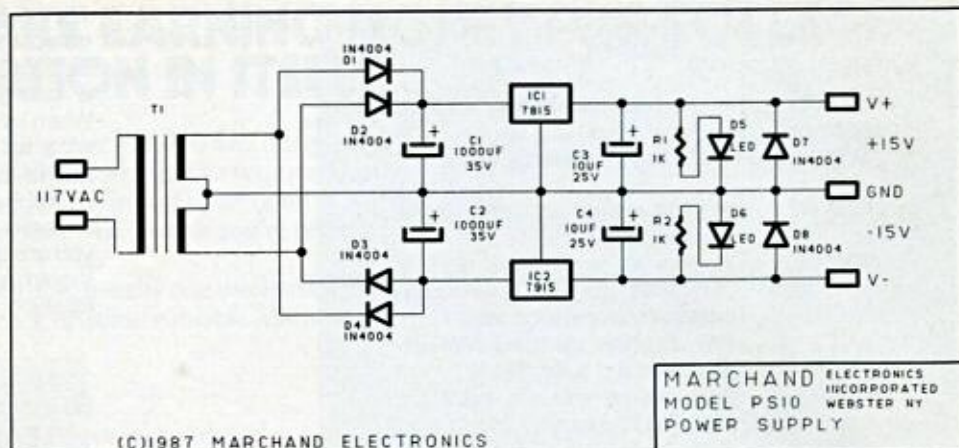 1N4004
D1
T1
D2
1N4004
117VAC
C1
1000UF
35V
C2
1000UF
35V
D3
1N4004
D4
1N4004
IC1
7815
IC2
7915
C3
10UF
25V
C4
10UF
25V
R1
1K
R2
1K
D5
LED
D6
LED
D7
1N4004
D8
1N4004
V+
+15V
GND
-15V
V-
MARCHAND ELECTRONICS
INCORPORATED
MODEL PS10 WEBSTER NY
POWER SUPPLY
(C)1987 MARCHAND ELECTRONICS